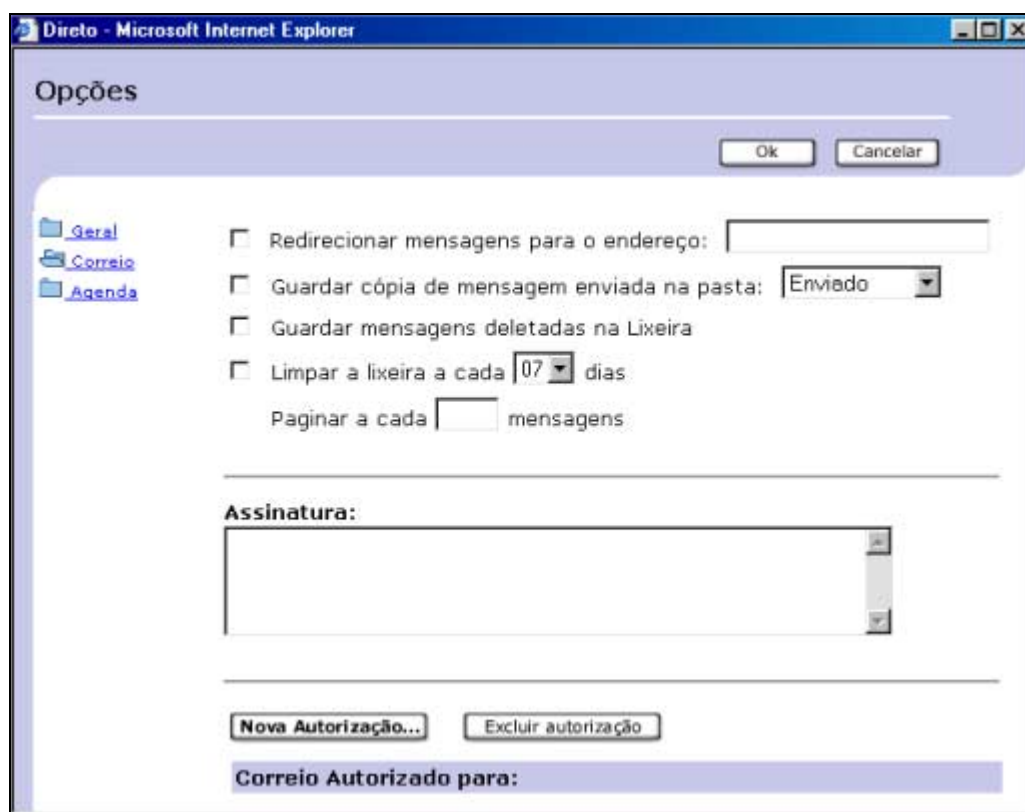 Direto - Microsoft Internet Explorer
Opções
Ok Cancelar
Geral
Correio
Agenda
Redirecionar mensagens para o endereço:
Guardar cópia de mensagem enviada na pasta: Enviado
Guardar mensagens deletadas na Lixeira
Limpar a lixeira a cada 07 dias
Paginar a cada mensagens
Assinatura:
Nova Autorização... Excluir autorização
Correio Autorizado para: